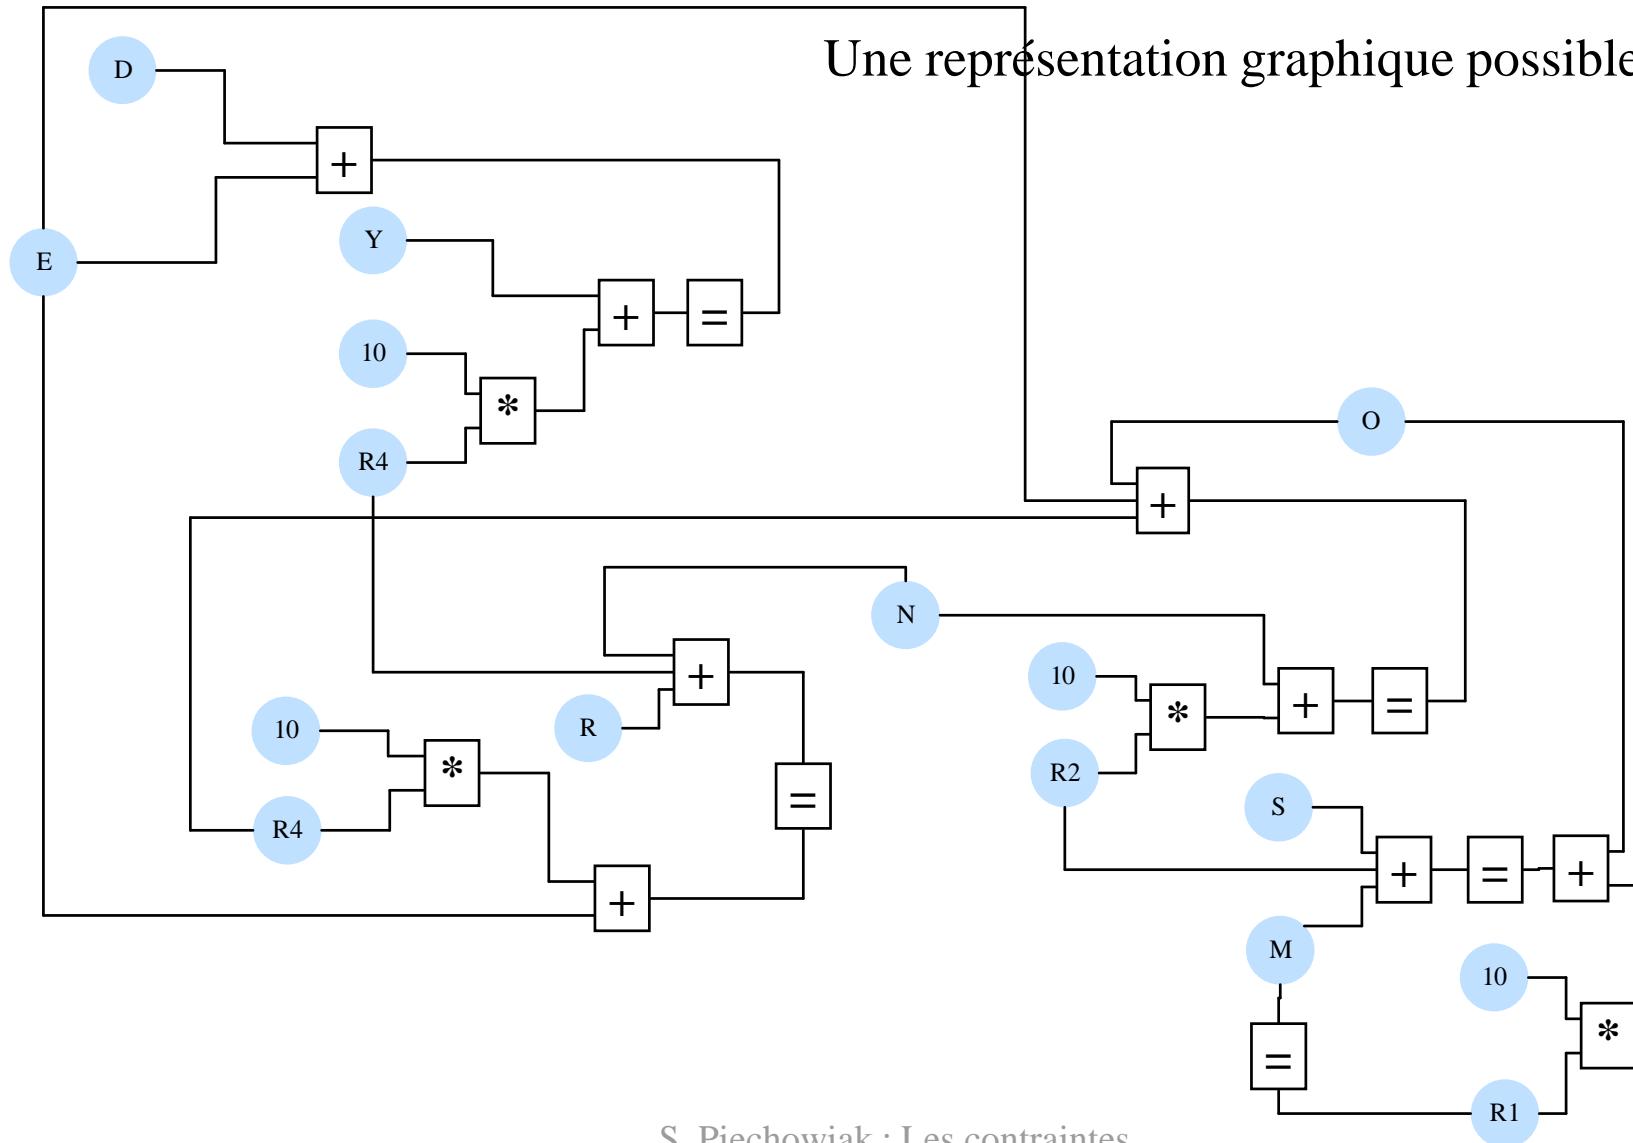 Une représentation graphique possible
D
+
E
Y
+
=
10
*
R4
O
+
N
+
10
*
+
=
10
R
*
R2
=
S
R4
+
=
+
+
M
10
*
=
R1
S. Piechowiak : Les contraintes